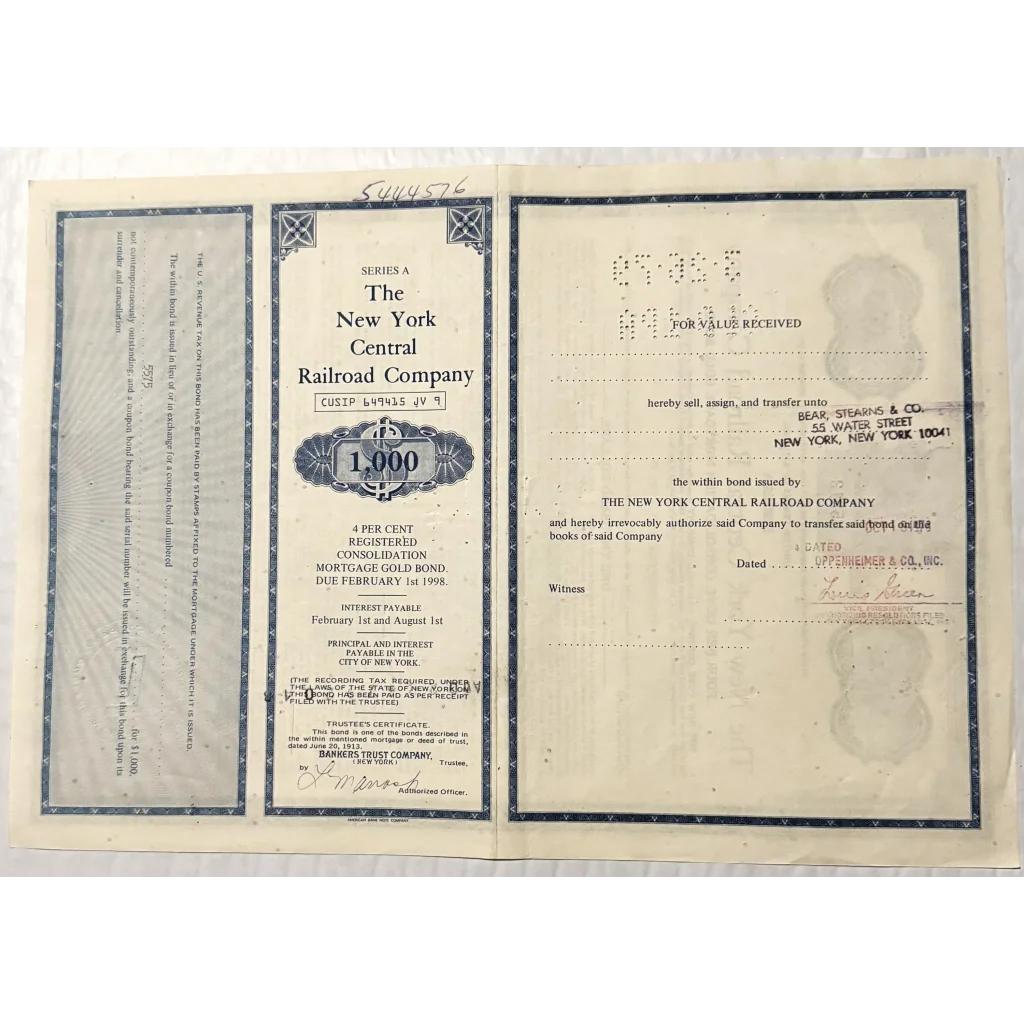 5444576
THE U. S. REVENUE TAX ON THIS BOND HAS BEEN PAID BY STAMPS AFFIXED TO THE MORTGAGE UNDER WHICH IT IS ISSUED.
The within bond is issued in lieu of or in exchange for a coupon bond numbered
5575
for $1,000,
not contemporaneously outstanding, and a coupon bond bearing the said serial number will be issued in exchange for this bond upon its
surrender and cancellation.
SERIES A
The
New York
Central
Railroad Company
CUSIP 649415 JV 9
1,000
4 PER CENT
REGISTERED
CONSOLIDATION
MORTGAGE GOLD BOND.
DUE FEBRUARY 1st 1998.
INTEREST PAYABLE
February 1st and August 1st
PRINCIPAL AND INTEREST
PAYABLE IN THE
CITY OF NEW YORK.
(THE RECORDING TAX REQUIRED UNDER
THE LAWS OF THE STATE OF NEW YORK ON
THIS BOND HAS BEEN PAID AS PER RECEIPT
FILED WITH THE TRUSTEE)
TRUSTEE'S CERTIFICATE.
This bond is one of the bonds described in
the within mentioned mortgage or deed of trust,
dated June 20, 1913.
BANKERS TRUST COMPANY,
(NEW YORK)
Trustee,
by
Authorized Officer.
AMERICAN BANK NOTE COMPANY
FOR VALUE RECEIVED
hereby sell, assign, and transfer unto
BEAR, STEARNS & CO.
55 WATER STREET
NEW YORK, NEW YORK 10041
the within bond issued by
THE NEW YORK CENTRAL RAILROAD COMPANY
and hereby irrevocably authorize said Company to transfer said bond on the
books of said Company
DATED
Dated OPPENHEIMER & CO., INC.
Witness
VICE PRESIDENT